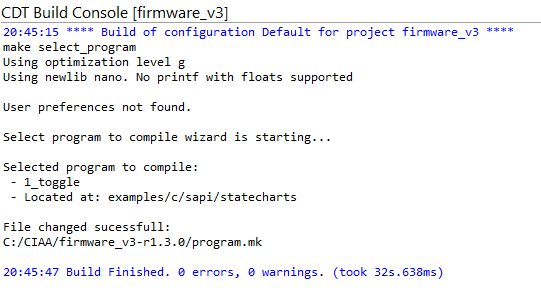 CDT Build Console [firmware_v3]
20:45:15 **** Build of configuration Default for project firmware_v3 ****
make select_program
Using optimization level g
Using newlib nano. No printf with floats supported
User preferences not found.
Select program to compile wizard is starting...
Selected program to compile:
- 1_toggle
- Located at: examples/c/sapi/statecharts
File changed sucessfull:
C:/CIAA/firmware_v3-r1.3.0/program.mk
20:45:47 Build Finished. 0 errors, 0 warnings. (took 32s.638ms)